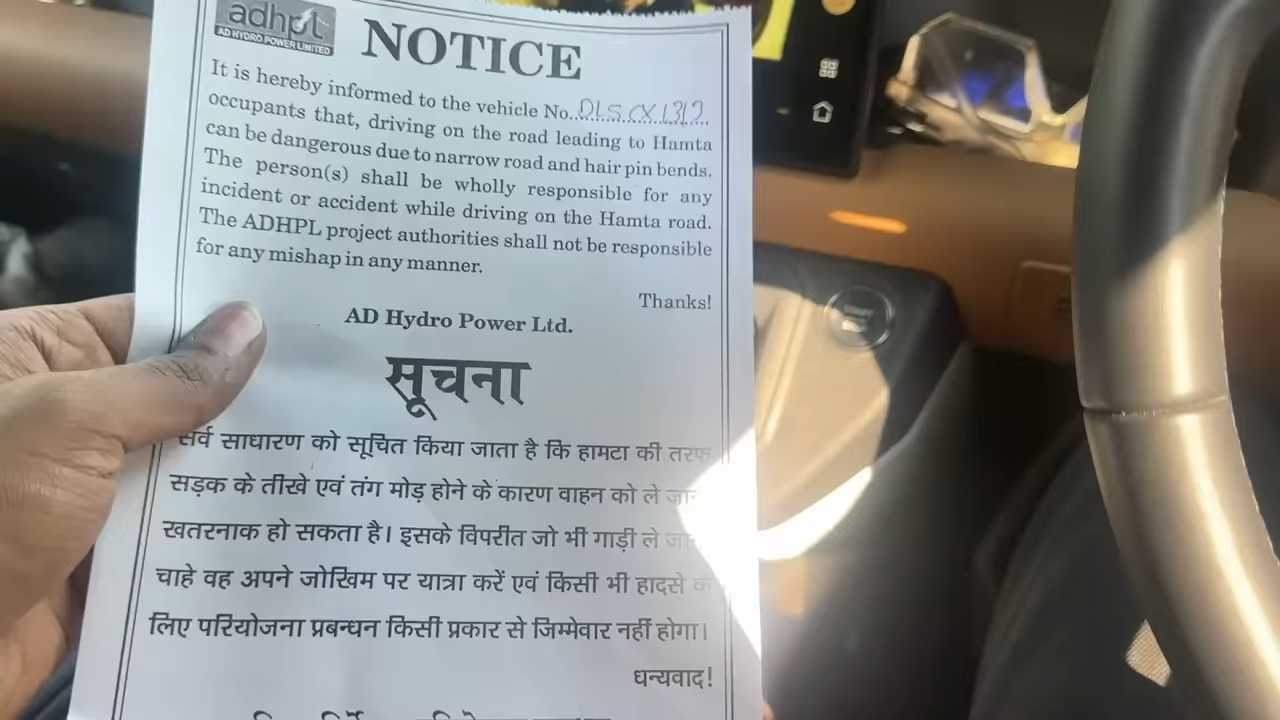 adhpl
AD HYDRO POWER LIMITED
NOTICE
It is hereby informed to the vehicle No..DL5CX1312
occupants that, driving on the road leading to Hamta
can be dangerous due to narrow road and hair pin bends.
The person(s) shall be wholly responsible for any
incident or accident while driving on the Hamta road.
The ADHPL project authorities shall not be responsible
for any mishap in any manner.
Thanks!
AD Hydro Power Ltd.
सूचना
सर्व साधारण को सूचित किया जाता है कि हामटा की तरफ
सड़क के तीखे एवं तंग मोड़ होने के कारण वाहन को ले
खतरनाक हो सकता है। इसके विपरीत जो भी गाड़ी ले
चाहे वह अपने जोखिम पर यात्रा करें एवं किसी भी हादसे
लिए परियोजना प्रबन्धन किसी प्रकार से जिम्मेवार नहीं होगा।
धन्यवाद!